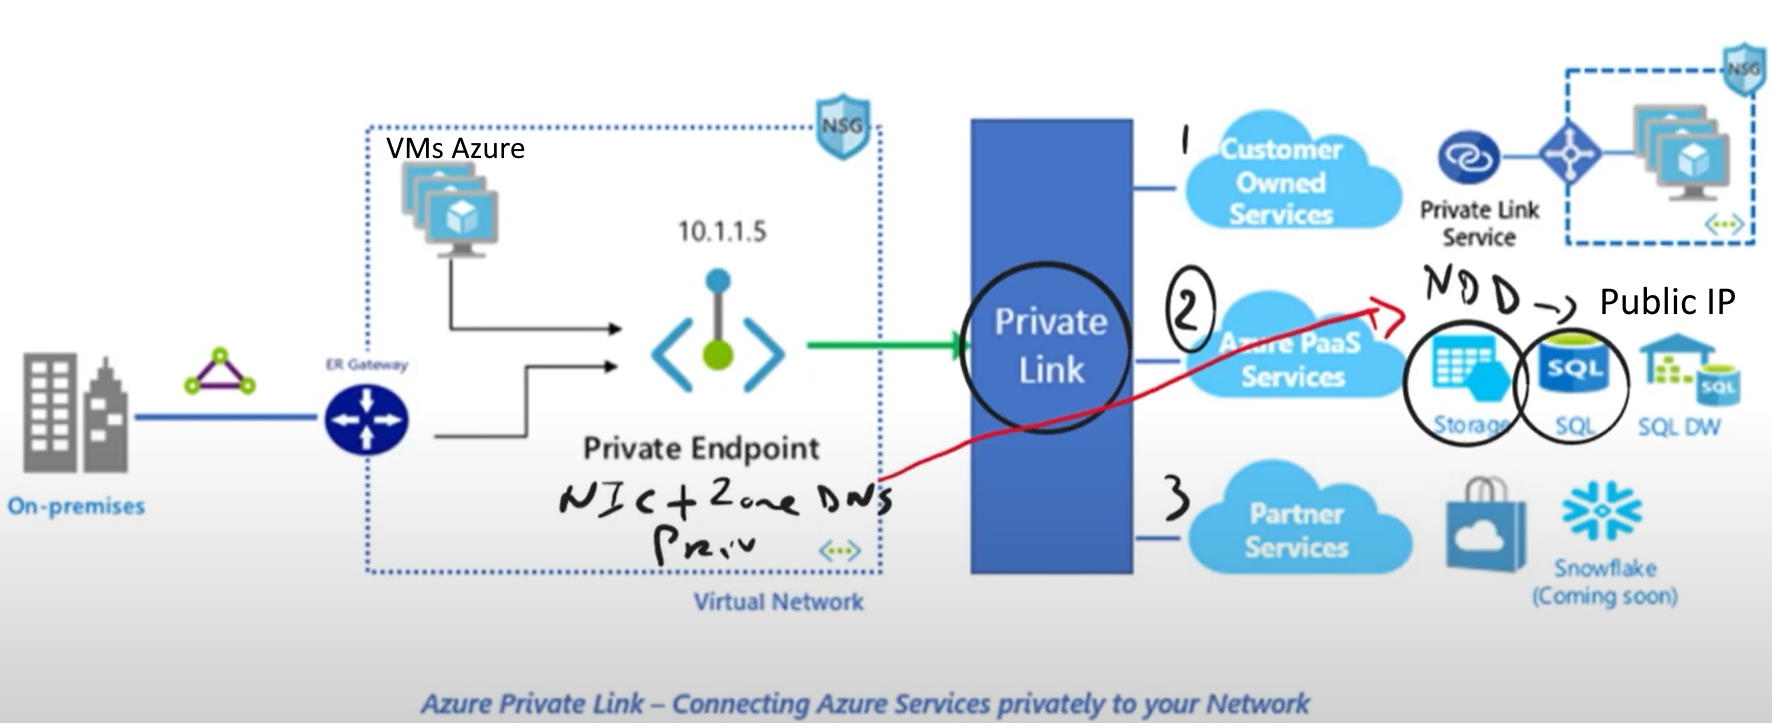 NSG
NSG
VMs Azure
1
Customer
Owned
Services
10.1.1.5
Private Link
Service
NDD → Public IP
2
Private
Link
Azure PaaS
Services
SQL
SQL
ER Gateway
Storage
SQL
SQL DW
Private Endpoint
NIC + Zone DNS
Priv
3
Partner
Services
On-premises
Snowflake
(Coming soon)
Virtual Network
Azure Private Link – Connecting Azure Services privately to your Network